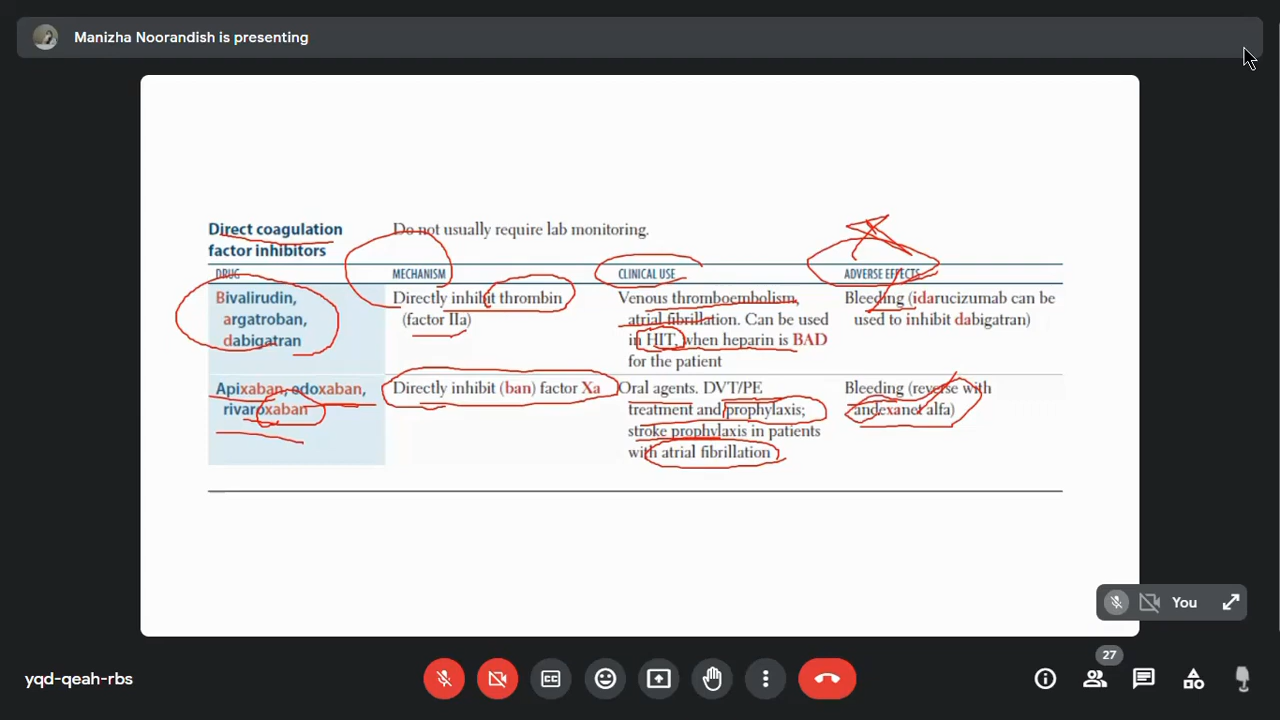 Manizha Noorandish is presenting
Direct coagulation
factor inhibitors
Do not usually require lab monitoring.
DRUG
MECHANISM
CLINICAL USE
ADVERSE EFFECTS
Bivalirudin,
argatroban,
dabigatran
Directly inhibit thrombin
(factor IIa)
Venous thromboembolism,
atrial fibrillation. Can be used
in HIT, when heparin is BAD
for the patient
Bleeding (idarucizumab can be
used to inhibit dabigatran)
Apixaban, edoxaban,
rivaroxaban
Directly inhibit (ban) factor Xa
Oral agents. DVT/PE
treatment and prophylaxis;
stroke prophylaxis in patients
with atrial fibrillation
Bleeding (reverse with
andexanet alfa)
You
27
yqd-qeah-rbs
CC